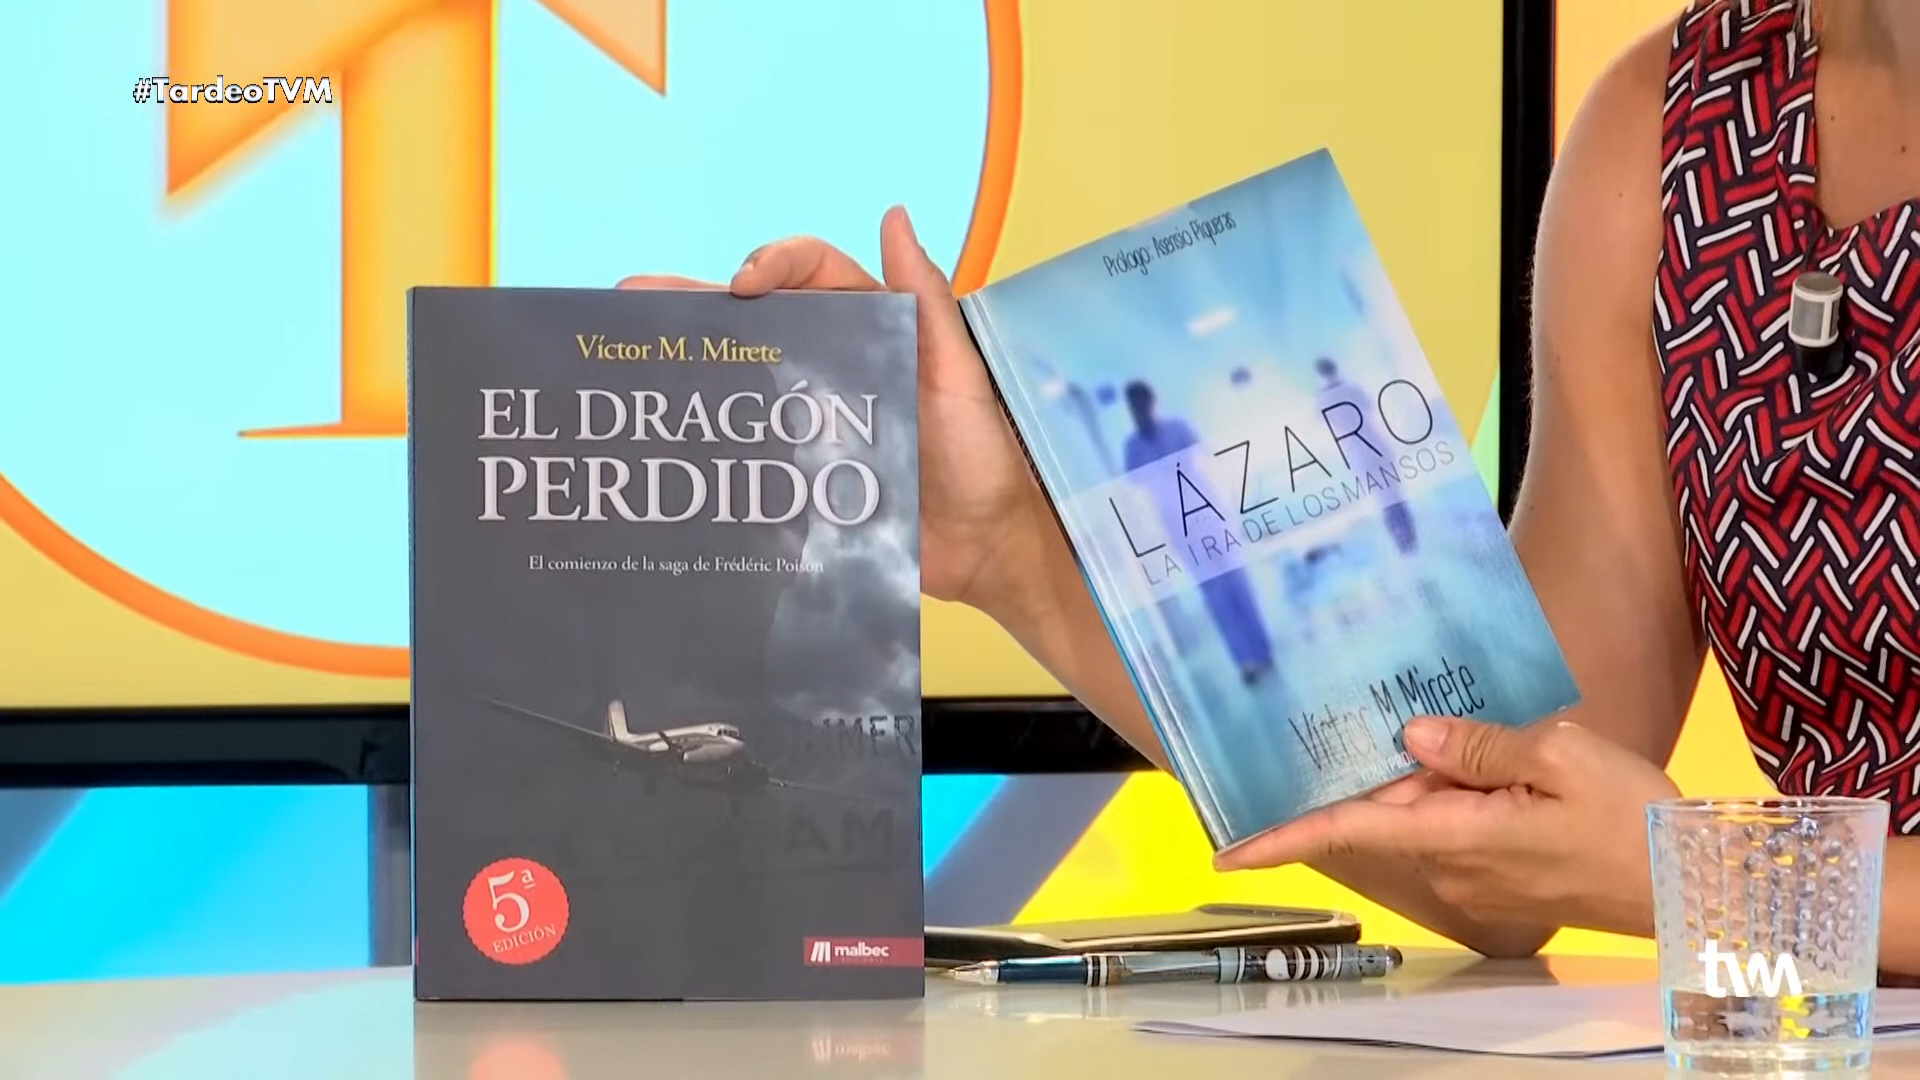 #TardeoTVM
Víctor M. Mirete
EL DRAGÓN
PERDIDO
El comienzo de la saga de Frédéric Poison
5ª
EDICIÓN
malbec
Prólogo: Asensio Piqueras
LÁZARO
LA IRA DE LOS MANSOS
Víctor M Mirete
tvm